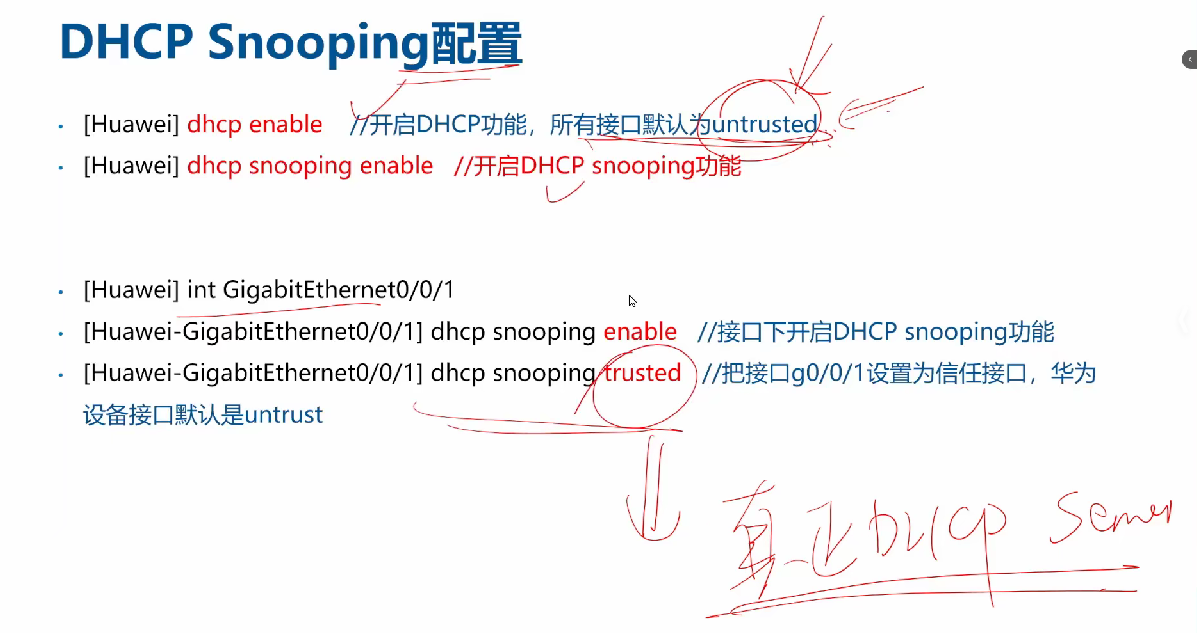 DHCP Snooping配置
• [Huawei] dhcp enable //开启DHCP功能，所有接口默认为untrusted
• [Huawei] dhcp snooping enable //开启DHCP snooping功能
• [Huawei] int GigabitEthernet0/0/1
• [Huawei-GigabitEthernet0/0/1] dhcp snooping enable //接口下开启DHCP snooping功能
• [Huawei-GigabitEthernet0/0/1] dhcp snooping trusted //把接口g0/0/1设置为信任接口，华为
设备接口默认是untrust
真正DHCP Server